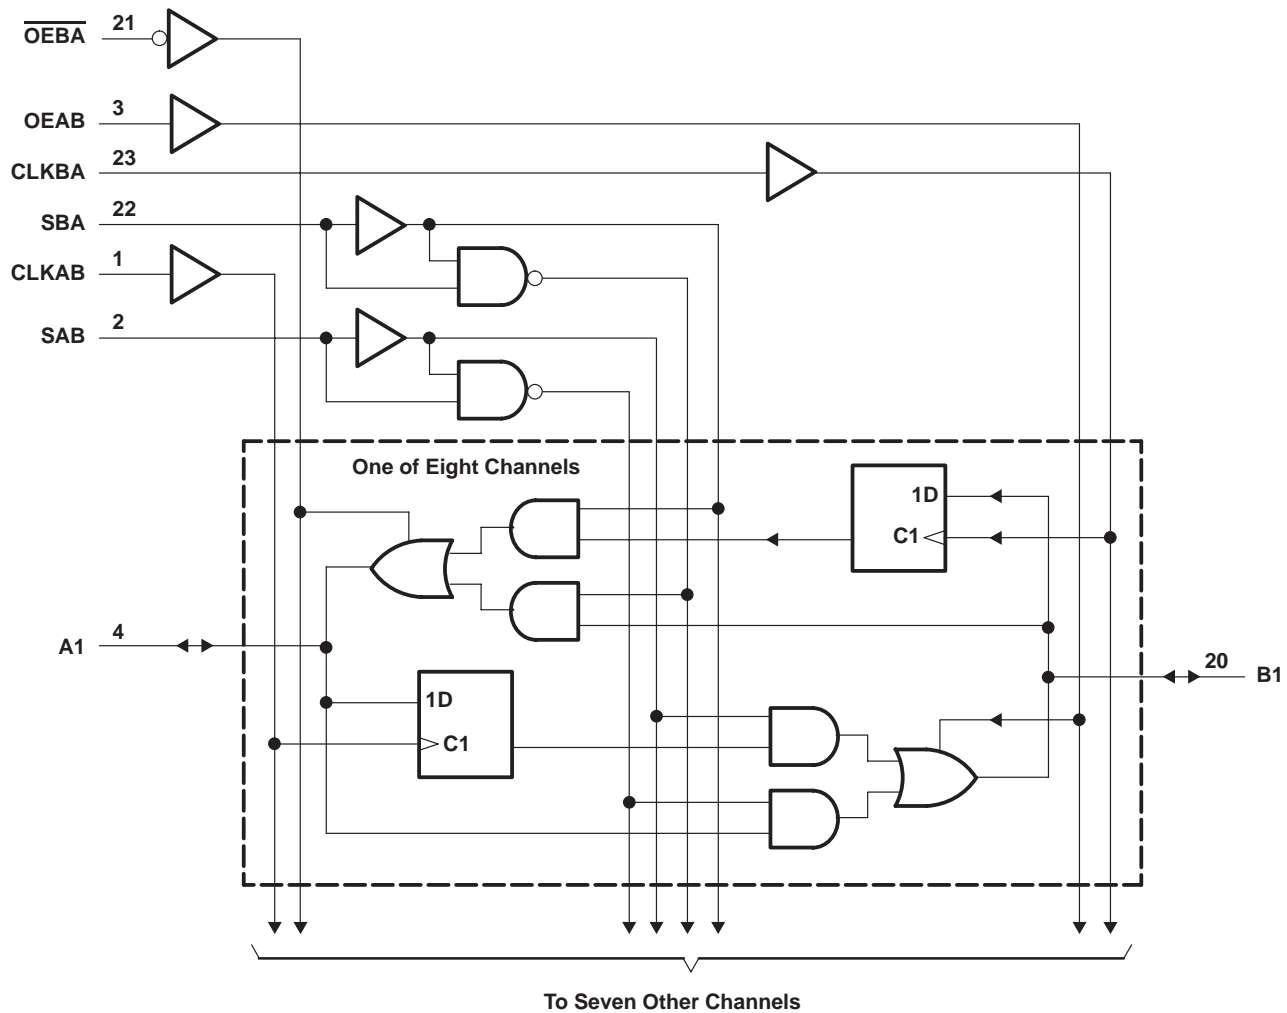 OEBA 21
OEAB 3
CLKBA 23
SBA 22
CLKAB 1
SAB 2
One of Eight Channels
1D
C1
A1 4
20 B1
1D
C1
To Seven Other Channels